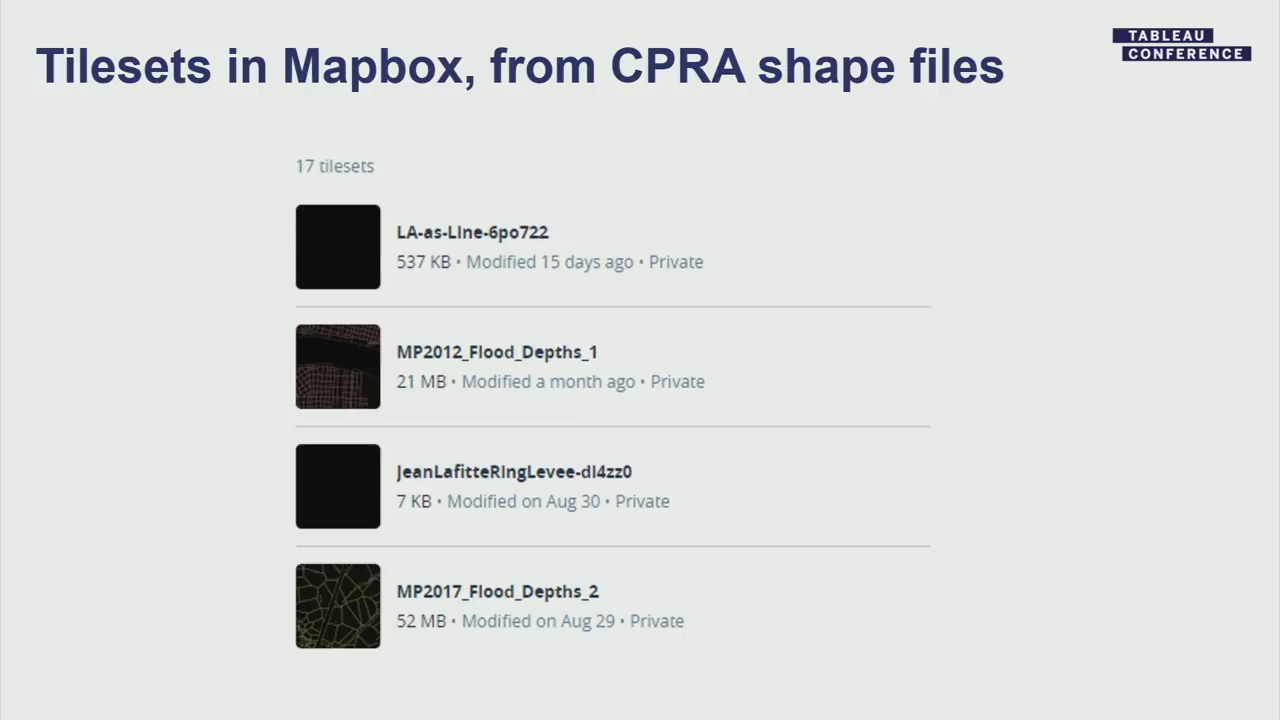 Tilesets in Mapbox, from CPRA shape files
TABLEAU
CONFERENCE
17 tilesets
LA-as-Line-6po722
537 KB • Modified 15 days ago • Private
MP2012_Flood_Depths_1
21 MB • Modified a month ago • Private
JeanLafitteRingLevee-dl4zz0
7 KB • Modified on Aug 30 • Private
MP2017_Flood_Depths_2
52 MB • Modified on Aug 29 • Private